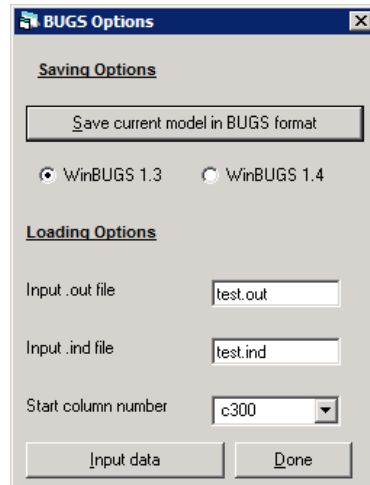 BUGS Options
Saving Options
Save current model in BUGS format
WinBUGS 1.3 WinBUGS 1.4
Loading Options
Input .out file test.out
Input .ind file test.ind
Start column number c300
Input data Done